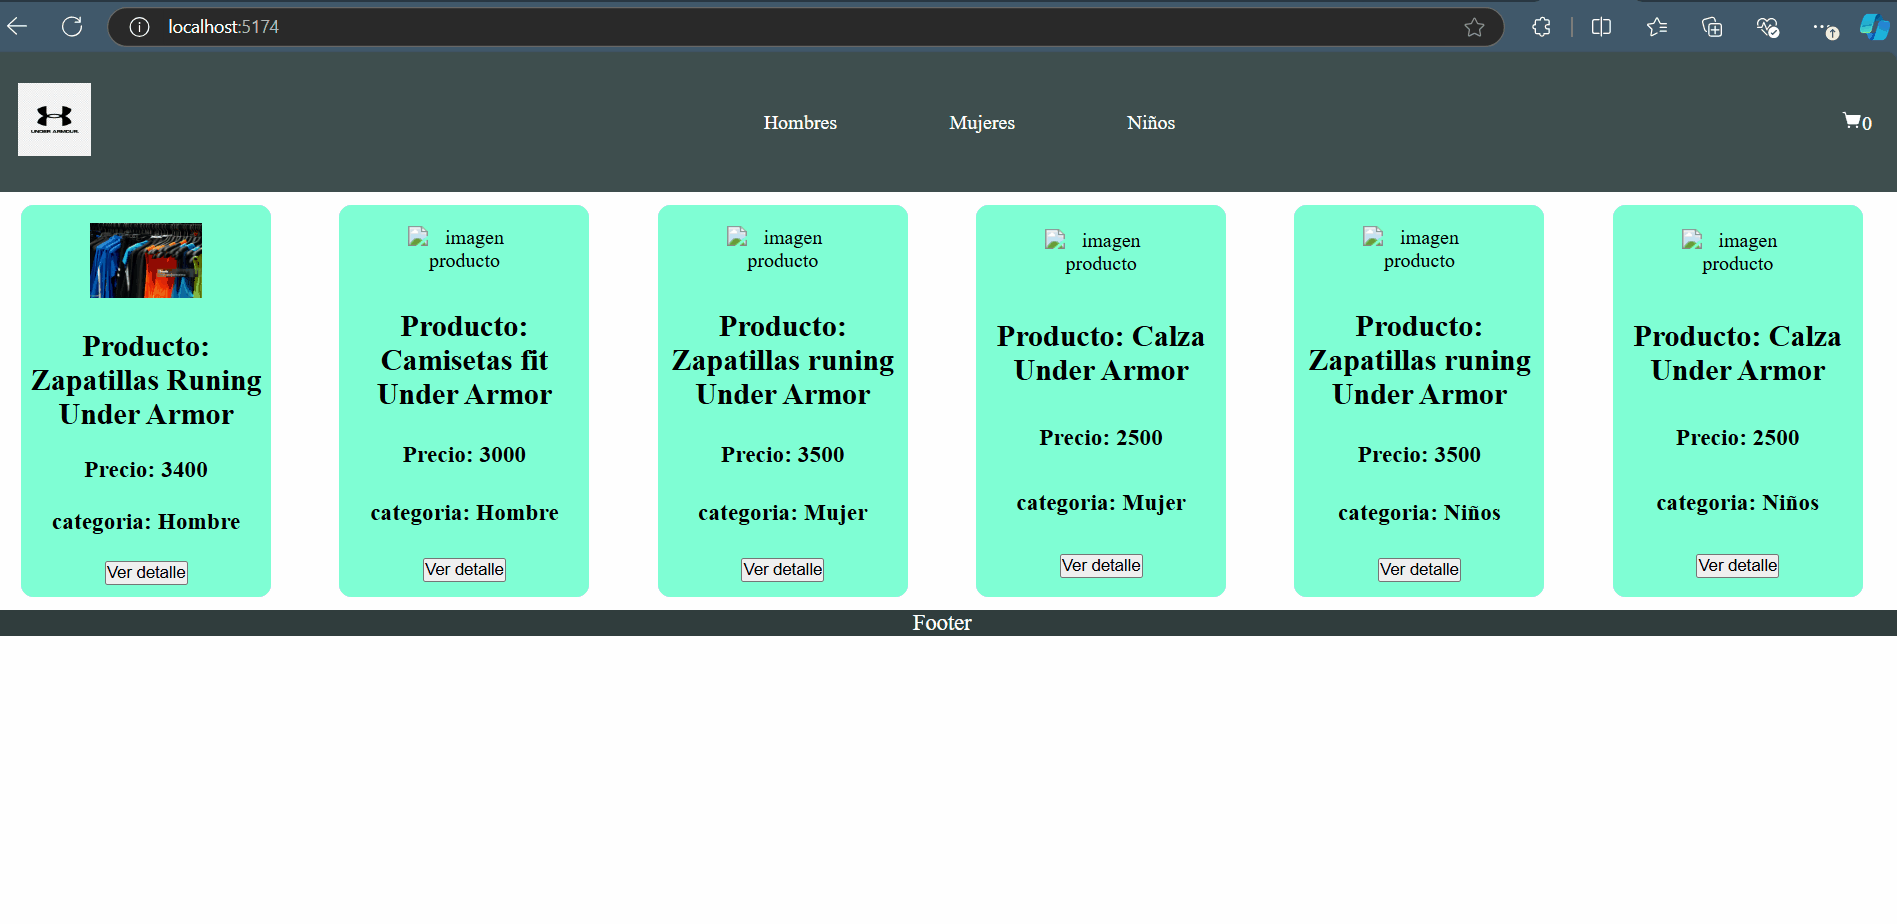 localhost:5174
UNDER ARMOUR.
Hombres
Mujeres
Niños
0
Producto:
Zapatillas Runing
Under Armor
Precio: 3400
categoria: Hombre
Ver detalle
imagen
producto
Producto:
Camisetas fit
Under Armor
Precio: 3000
categoria: Hombre
Ver detalle
imagen
producto
Producto:
Zapatillas runing
Under Armor
Precio: 3500
categoria: Mujer
Ver detalle
imagen
producto
Producto: Calza
Under Armor
Precio: 2500
categoria: Mujer
Ver detalle
imagen
producto
Producto:
Zapatillas runing
Under Armor
Precio: 3500
categoria: Niños
Ver detalle
imagen
producto
Producto: Calza
Under Armor
Precio: 2500
categoria: Niños
Ver detalle
Footer